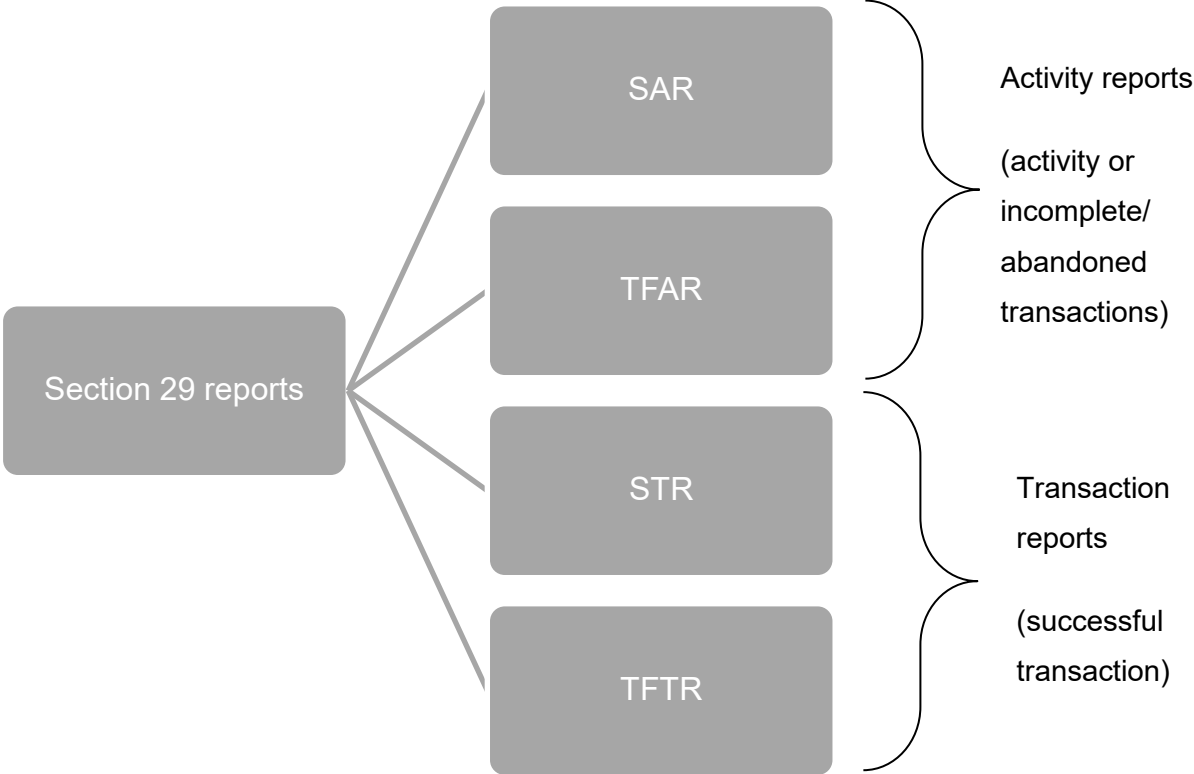 Section 29 reports
SAR
TFAR
STR
TFTR
Activity reports
(activity or
incomplete/
abandoned
transactions)
Transaction
reports
(successful
transaction)